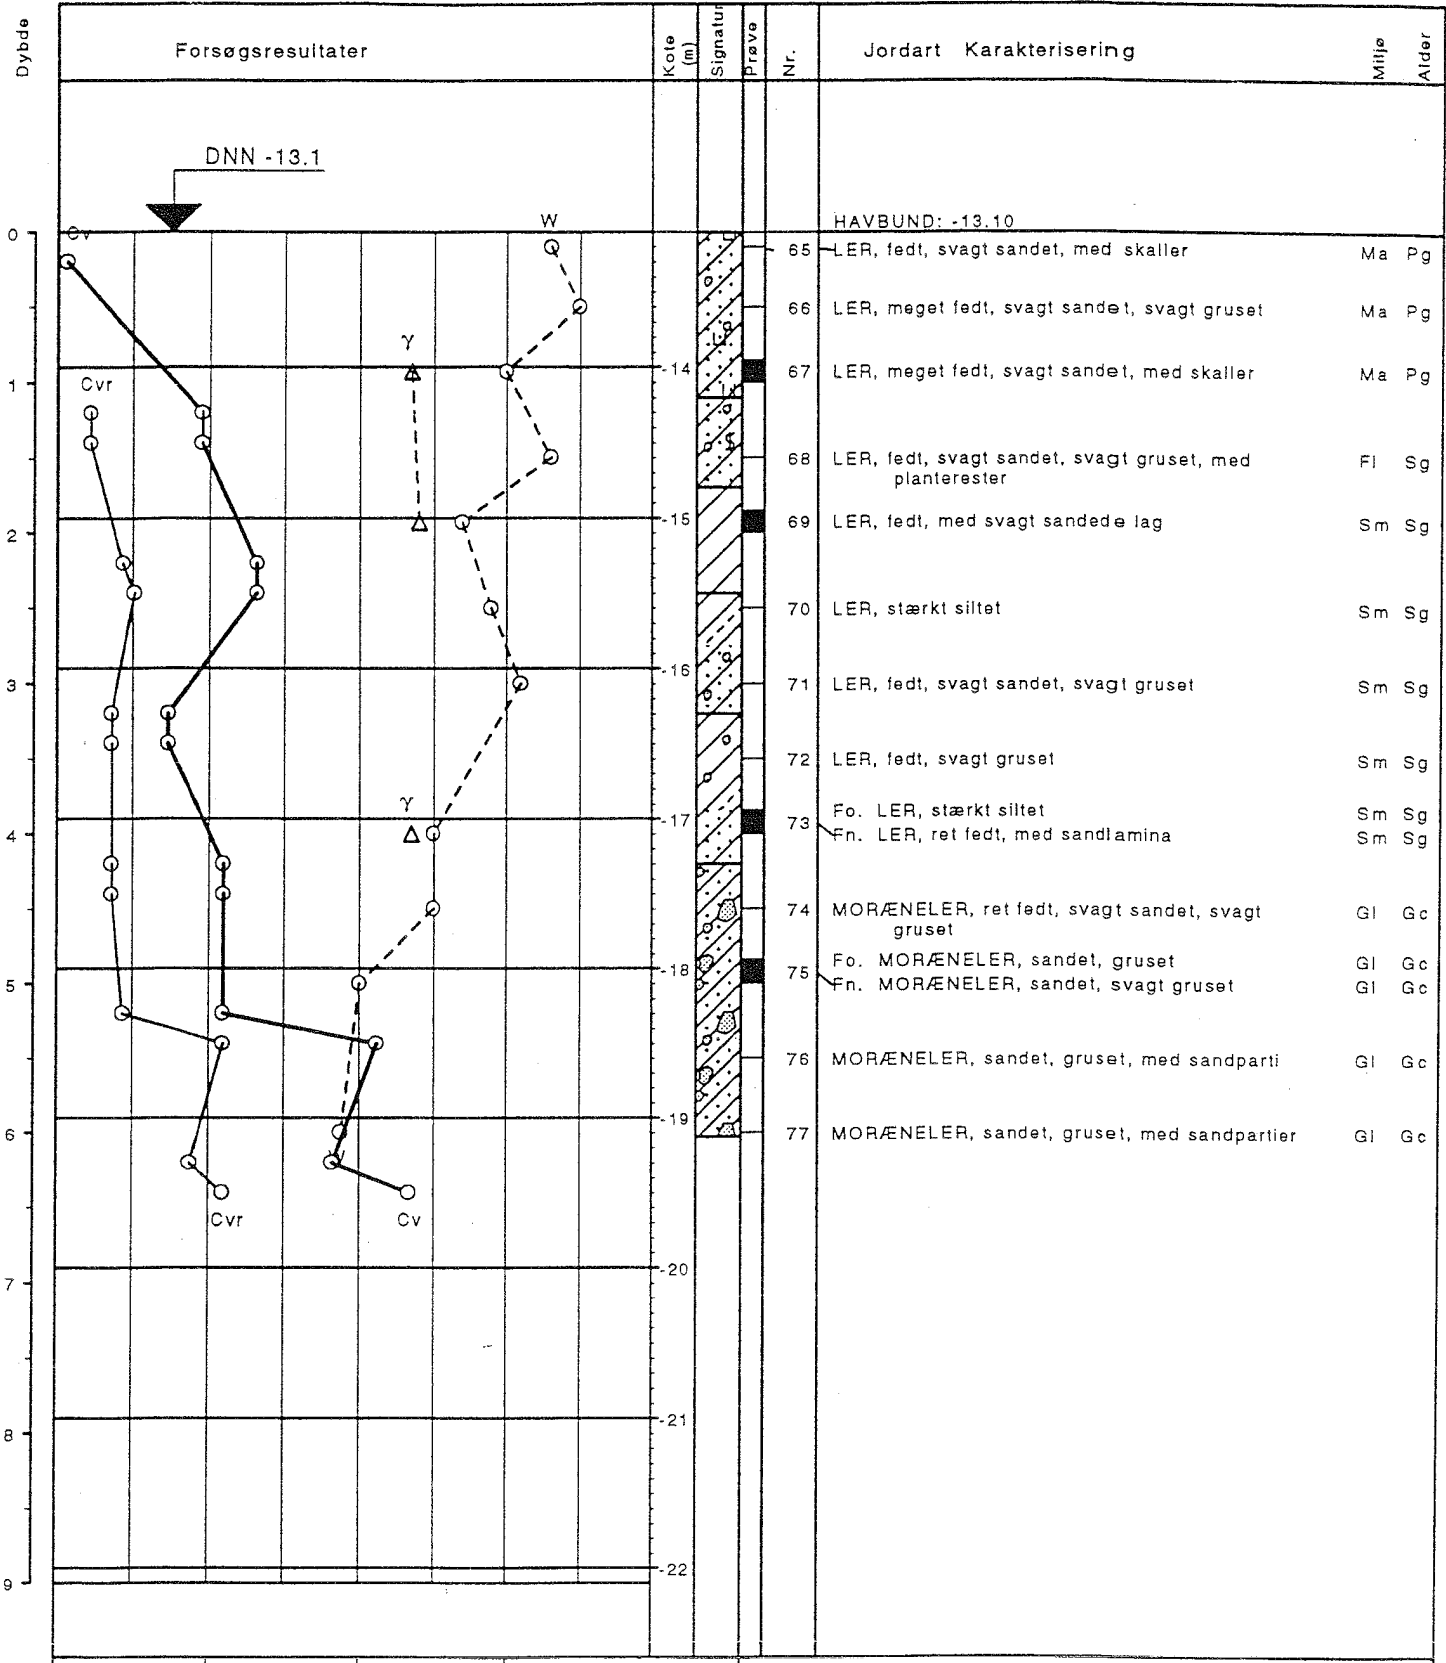 Dybde
Forsøgsresultater
Kote (m)
Signatur
Prøve
Nr.
Jordart Karakterisering
Miljø
Alder
DNN -13.1
HAVBUND: -13.10
W
Cv
0
65 LER, fedt, svagt sandet, med skaller Ma Pg
66 LER, meget fedt, svagt sandet, svagt gruset Ma Pg
γ
-14
67 LER, meget fedt, svagt sandet, med skaller Ma Pg
1
Cvr
68 LER, fedt, svagt sandet, svagt gruset, med Fl Sg
planterester
-15
69 LER, fedt, med svagt sandede lag Sm Sg
2
70 LER, stærkt siltet Sm Sg
-16
71 LER, fedt, svagt sandet, svagt gruset Sm Sg
3
72 LER, fedt, svagt gruset Sm Sg
γ
Fo. LER, stærkt siltet Sm Sg
-17
73
4
Fn. LER, ret fedt, med sandlamina Sm Sg
74 MORÆNELER, ret fedt, svagt sandet, svagt Gl Gc
gruset
Fo. MORÆNELER, sandet, gruset Gl Gc
-18
75
5
Fn. MORÆNELER, sandet, svagt gruset Gl Gc
76 MORÆNELER, sandet, gruset, med sandparti Gl Gc
-19
6
77 MORÆNELER, sandet, gruset, med sandpartier Gl Gc
Cvr
Cv
-20
7
-21
8
-22
9